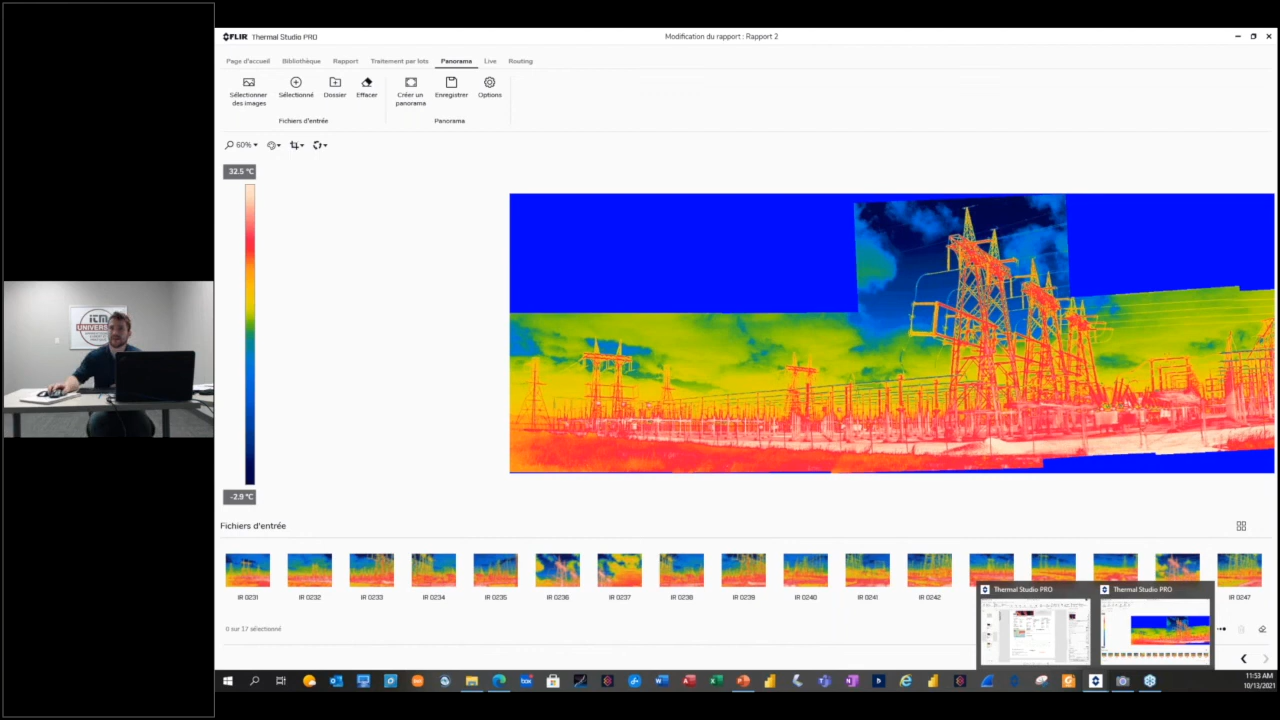 FLIR Thermal Studio PRO
Modification du rapport : Rapport 2
Page d'accueil Bibliothèque Rapport Traitement par lots Panorama Live Routing
Sélectionner des images
Sélectionné
Dossier
Effacer
Créer un panorama
Enregistrer
Options
Fichiers d'entrée
Panorama
60%
32.5 °C
-2.9 °C
iTM
UNIVERS
Fichiers d'entrée
IR 0231 IR 0232 IR 0233 IR 0234 IR 0235 IR 0236 IR 0237 IR 0238 IR 0239 IR 0240 IR 0241 IR 0242 IR 0247
Thermal Studio PRO
Thermal Studio PRO
0 sur 17 sélectionné
11:53 AM
10/13/2021